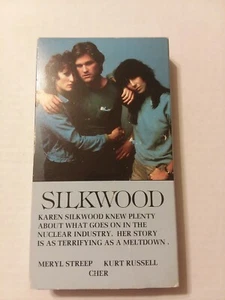 SILKWOOD
KAREN SILKWOOD KNEW PLENTY
ABOUT WHAT GOES ON IN THE
NUCLEAR INDUSTRY. HER STORY
IS AS TERRIFYING AS A MELTDOWN.
MERYL STREEP KURT RUSSELL
CHER